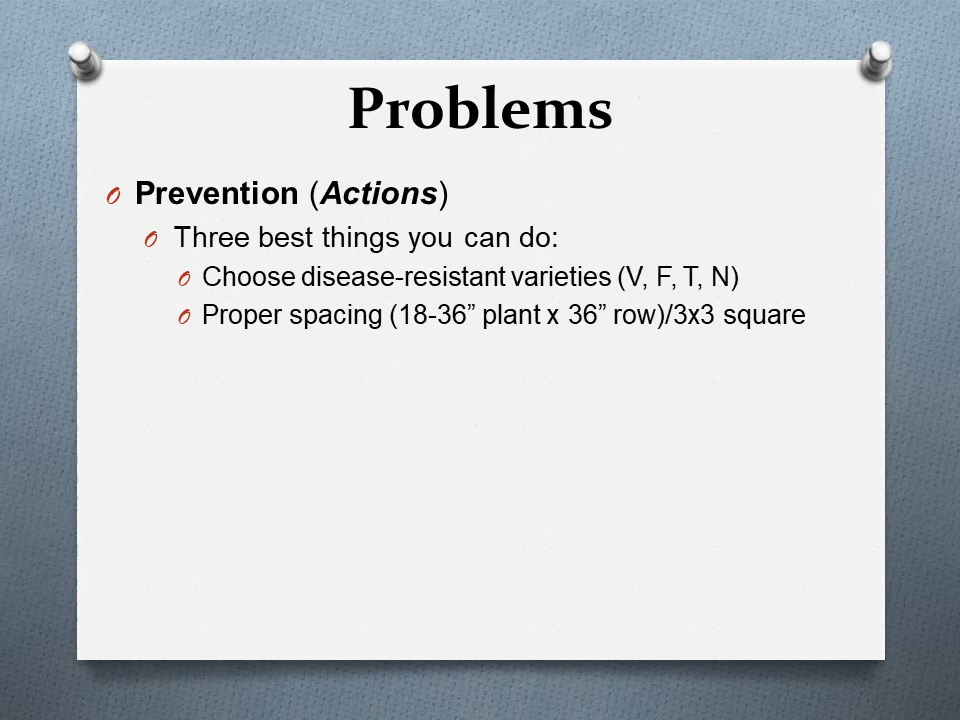 Problems
Prevention (Actions)
Three best things you can do:
Choose disease-resistant varieties (V, F, T, N)
Proper spacing (18-36” plant x 36” row)/3x3 square